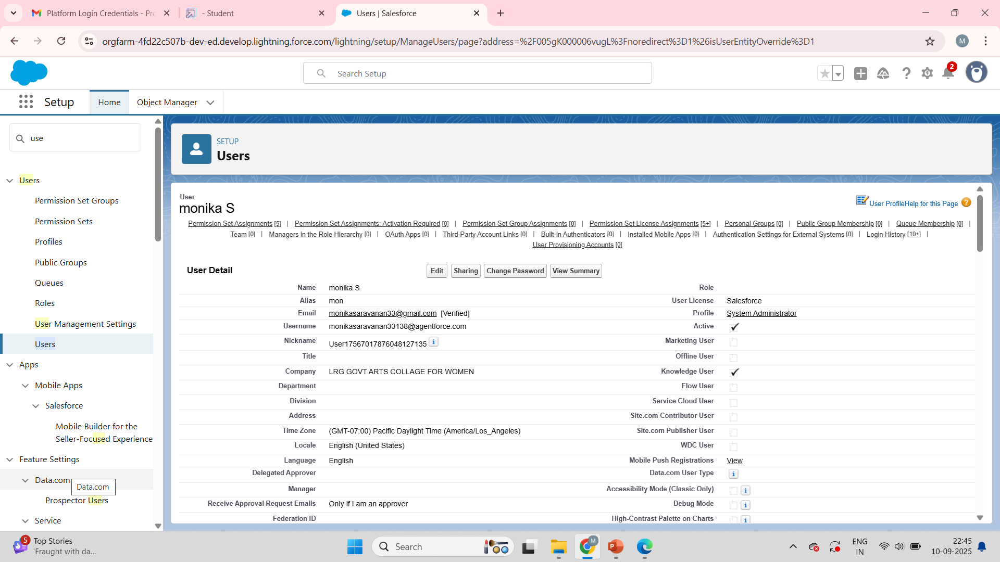 Platform Login Credentials - Pro
- Student
Users | Salesforce
orgfarm-4fd22c507b-dev-ed.develop.lightning.force.com/lightning/setup/ManageUsers/page?address=%2F005gK000006vugL%3Fnoredirect%3D1%26isUserEntityOverride%3D1
M
Search Setup
2
Setup
Home
Object Manager
use
Users
Permission Set Groups
Permission Sets
Profiles
Public Groups
Queues
Roles
User Management Settings
Users
Apps
Mobile Apps
Salesforce
Mobile Builder for the
Seller-Focused Experience
Feature Settings
Data.com
Data.com
Prospector Users
Service
SETUP
Users
User
monika S
User Profile Help for this Page ?
Permission Set Assignments [5] | Permission Set Assignments: Activation Required [0] | Permission Set Group Assignments [0] | Permission Set License Assignments [5+] | Personal Groups [0] | Public Group Membership [0] | Queue Membership [0] |
Team [0] | Managers in the Role Hierarchy [0] | OAuth Apps [0] | Third-Party Account Links [0] | Built-in Authenticators [0] | Installed Mobile Apps [0] | Authentication Settings for External Systems [0] | Login History [10+] |
User Provisioning Accounts [0]
User Detail
Edit Sharing Change Password View Summary
Name monika S Role
Alias mon User License Salesforce
Email monikasaravanan33@gmail.com [Verified] Profile System Administrator
Username monikasaravanan33138@agentforce.com Active
Nickname User17567017876048127135 i Marketing User
Title Offline User
Company LRG GOVT ARTS COLLAGE FOR WOMEN Knowledge User
Department Flow User
Division Service Cloud User
Address Site.com Contributor User
Time Zone (GMT-07:00) Pacific Daylight Time (America/Los_Angeles) Site.com Publisher User
Locale English (United States) WDC User
Language English Mobile Push Registrations View
Delegated Approver Data.com User Type i
Manager Accessibility Mode (Classic Only) i
Receive Approval Request Emails Only if I am an approver Debug Mode i
Federation ID High-Contrast Palette on Charts i
5
Top Stories
'Fraught with da...
Search
M
P
ENG
IN
22:45
10-09-2025